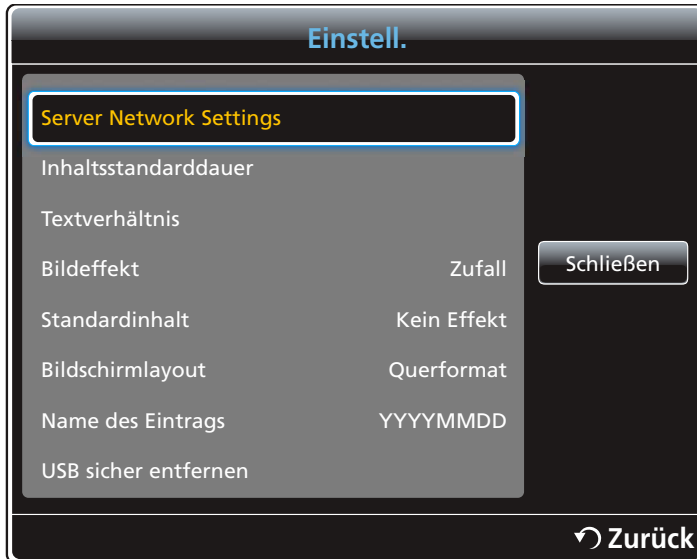 Einstell.
Server Network Settings
Inhaltsstandarddauer
Textverhältnis
Bildeffekt Zufall
Schließen
Standardinhalt Kein Effekt
Bildschirmlayout Querformat
Name des Eintrags YYYYMMDD
USB sicher entfernen
Zurück